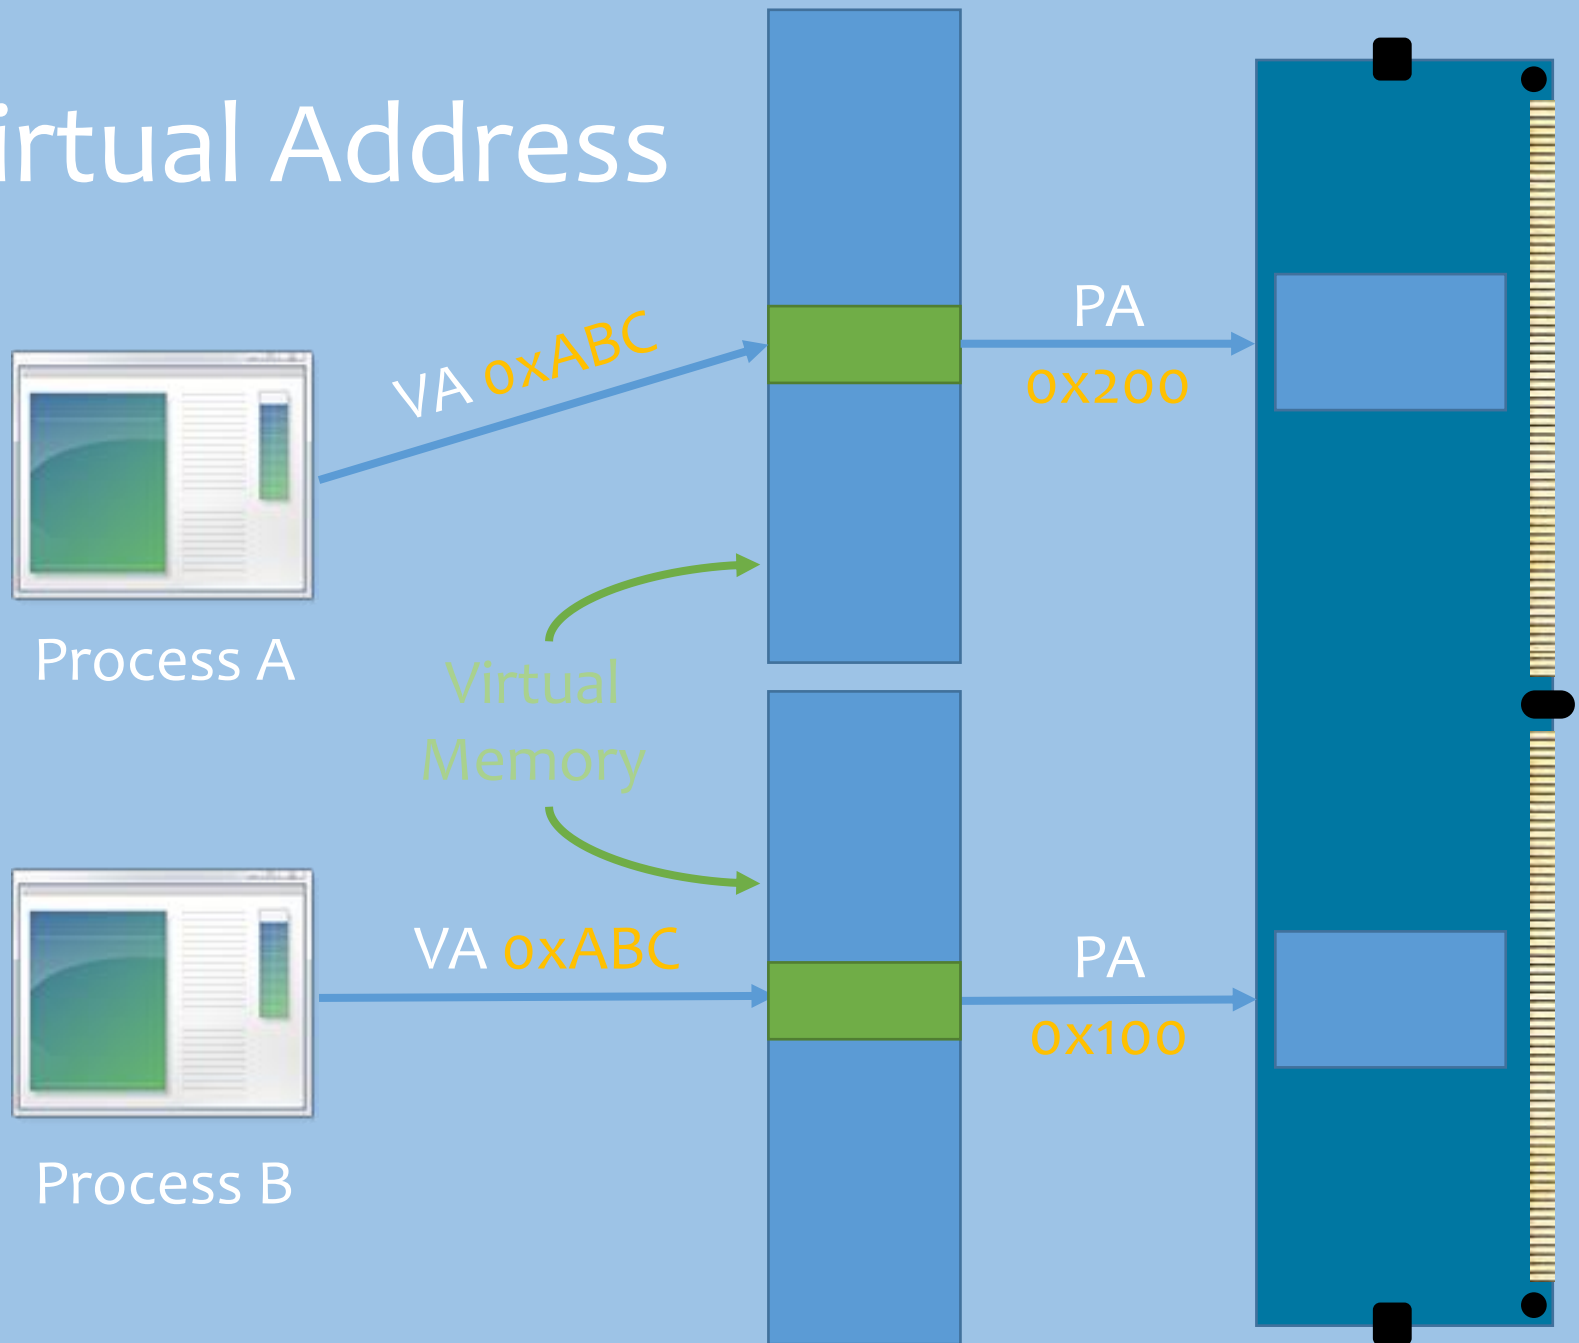 irtual Address
VA 0xABC
PA
0x200
Process A
Virtual
Memory
VA 0xABC
PA
0x100
Process B